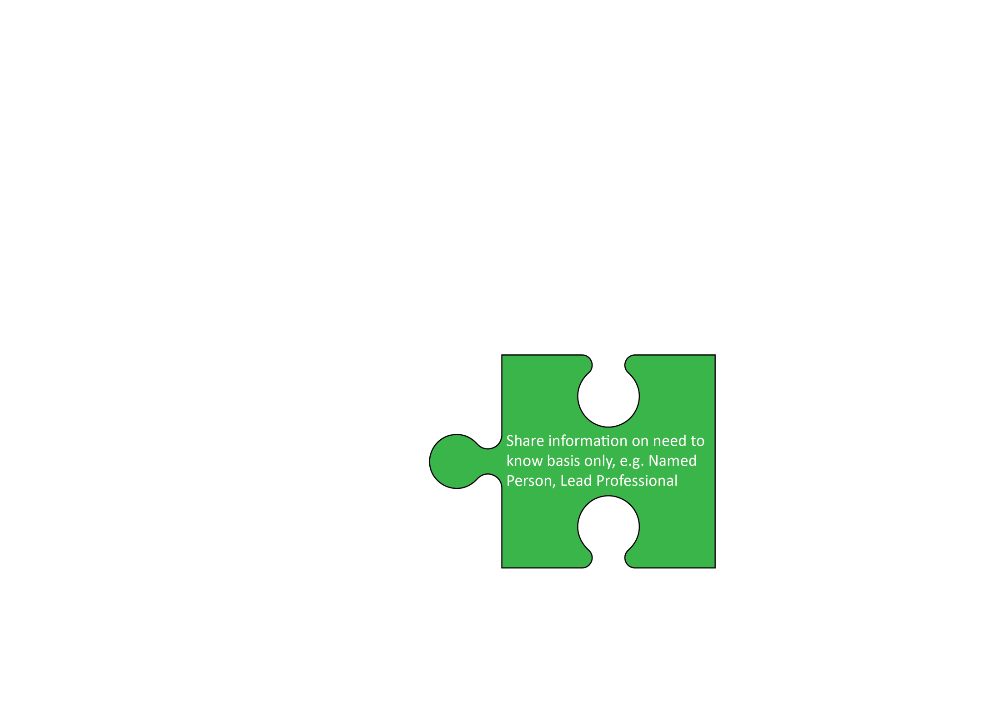 Share information on need to
know basis only, e.g. Named
Person, Lead Professional